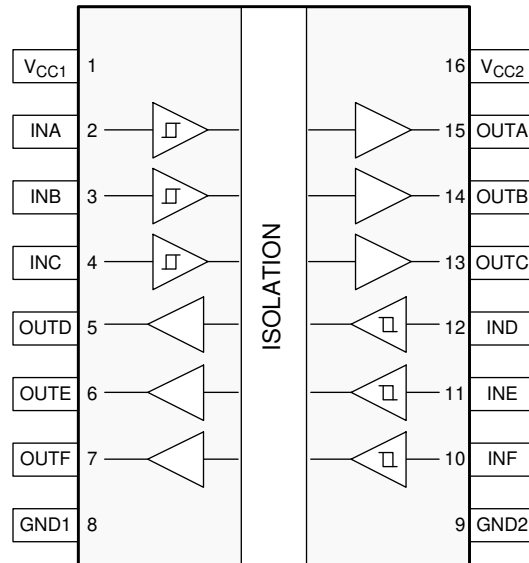 VCC1 1 16 VCC2
INA 2 15 OUTA
INB 3 14 OUTB
INC 4 13 OUTC
OUTD 5 12 IND
OUTE 6 11 INE
OUTF 7 10 INF
GND1 8 9 GND2
ISOLATION